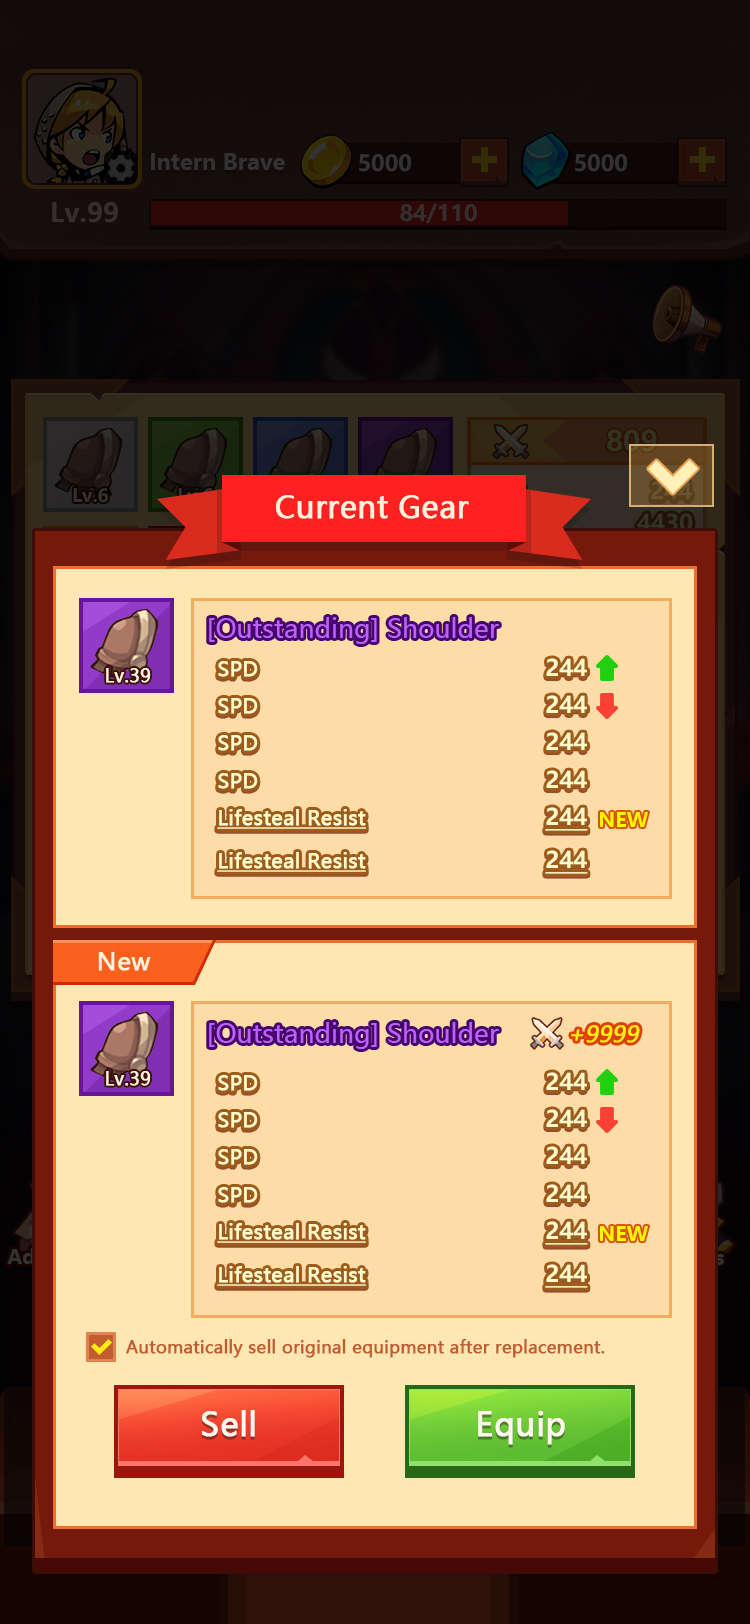 Intern Brave
5000
5000
Lv.99
84/110
809
Lv.6
4430
Current Gear
[Outstanding] Shoulder
Lv.39
SPD 244
SPD 244
SPD 244
SPD 244
Lifesteal Resist 244 NEW
Lifesteal Resist 244
New
[Outstanding] Shoulder +9999
Lv.39
SPD 244
SPD 244
SPD 244
SPD 244
Lifesteal Resist 244 NEW
Lifesteal Resist 244
Automatically sell original equipment after replacement.
Sell
Equip